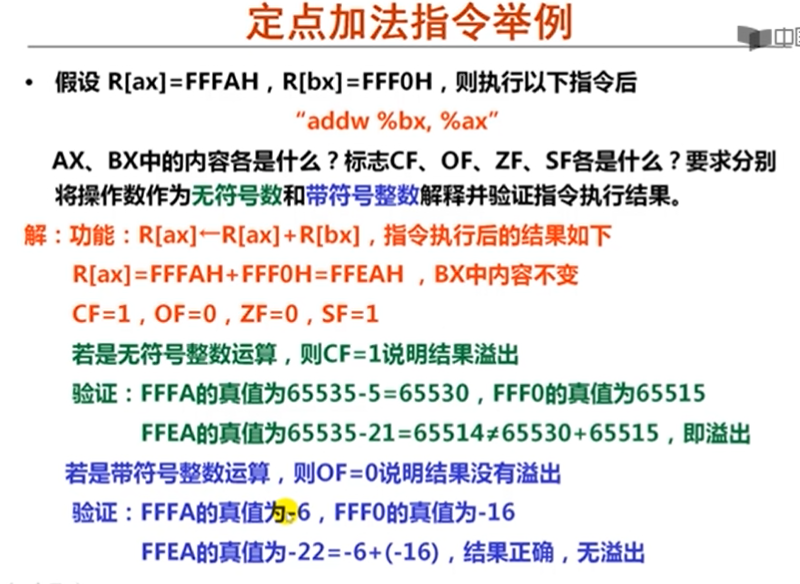 定点加法指令举例
中国
• 假设 R[ax]=FFFAH，R[bx]=FFF0H，则执行以下指令后
“addw %bx, %ax”
AX、BX中的内容各是什么？标志CF、OF、ZF、SF各是什么？要求分别
将操作数作为无符号数和带符号整数解释并验证指令执行结果。
解：功能：R[ax]←R[ax]+R[bx]，指令执行后的结果如下
R[ax]=FFFAH+FFF0H=FFEAH ，BX中内容不变
CF=1，OF=0，ZF=0，SF=1
若是无符号整数运算，则CF=1说明结果溢出
验证：FFFA的真值为65535-5=65530，FFF0的真值为65515
FFEA的真值为65535-21=65514≠65530+65515，即溢出
若是带符号整数运算，则OF=0说明结果没有溢出
验证：FFFA的真值为-6，FFF0的真值为-16
FFEA的真值为-22=-6+(-16)，结果正确，无溢出